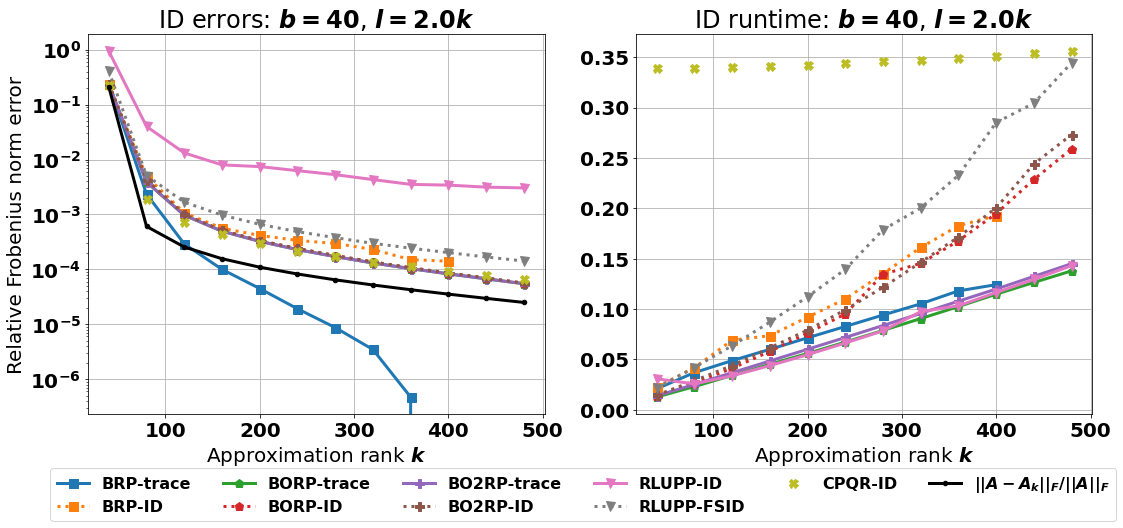 ID errors: b = 40, l = 2.0k
Relative Frobenius norm error
10⁰
10⁻¹
10⁻²
10⁻³
10⁻⁴
10⁻⁵
10⁻⁶
100 200 300 400 500
Approximation rank k
ID runtime: b = 40, l = 2.0k
0.35
0.30
0.25
0.20
0.15
0.10
0.05
0.00
100 200 300 400 500
Approximation rank k
BRP-trace BORP-trace BO2RP-trace RLUPP-ID CPQR-ID ||A − Aₖ||_F/||A||_F
BRP-ID BORP-ID BO2RP-ID RLUPP-FSID